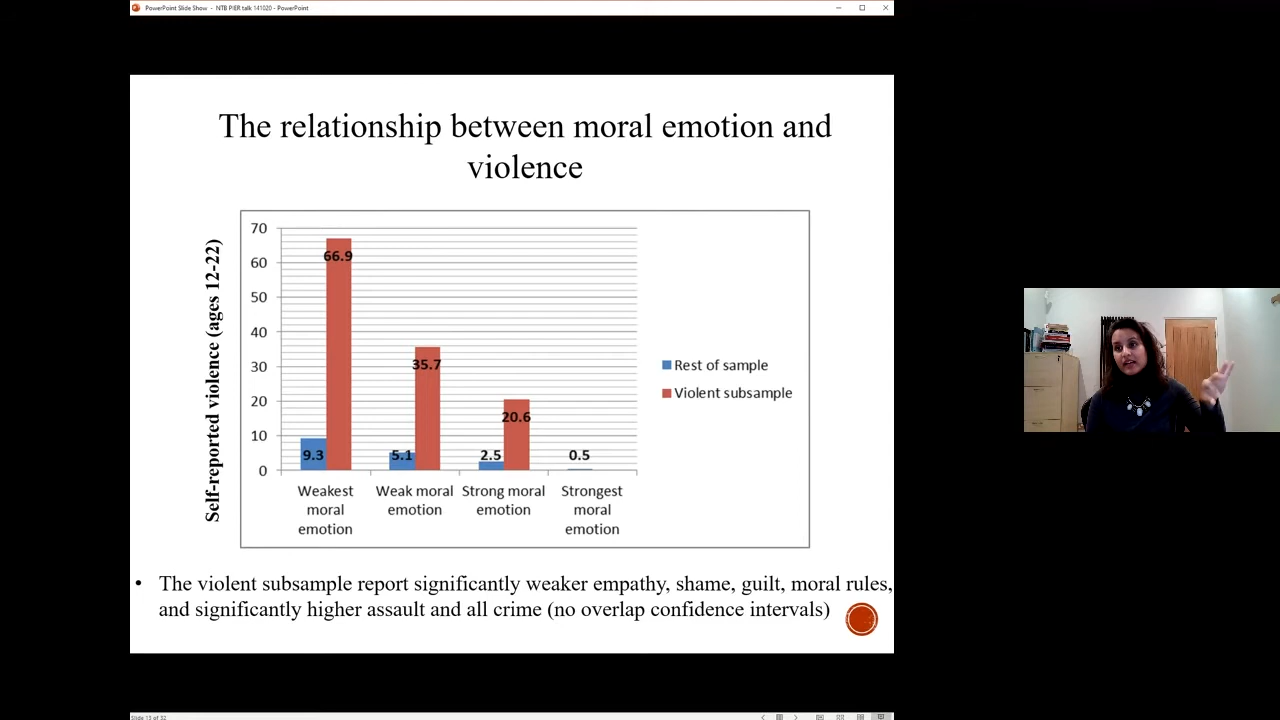 PowerPoint Slide Show - NTB PIER talk 141020 - PowerPoint
The relationship between moral emotion and
violence
Self-reported violence (ages 12-22)
70
60
50
40
30
20
10
0
66.9
35.7
20.6
9.3
5.1
2.5
0.5
Weakest moral emotion
Weak moral emotion
Strong moral emotion
Strongest moral emotion
Rest of sample
Violent subsample
• The violent subsample report significantly weaker empathy, shame, guilt, moral rules,
and significantly higher assault and all crime (no overlap confidence intervals)
Slide 13 of 32